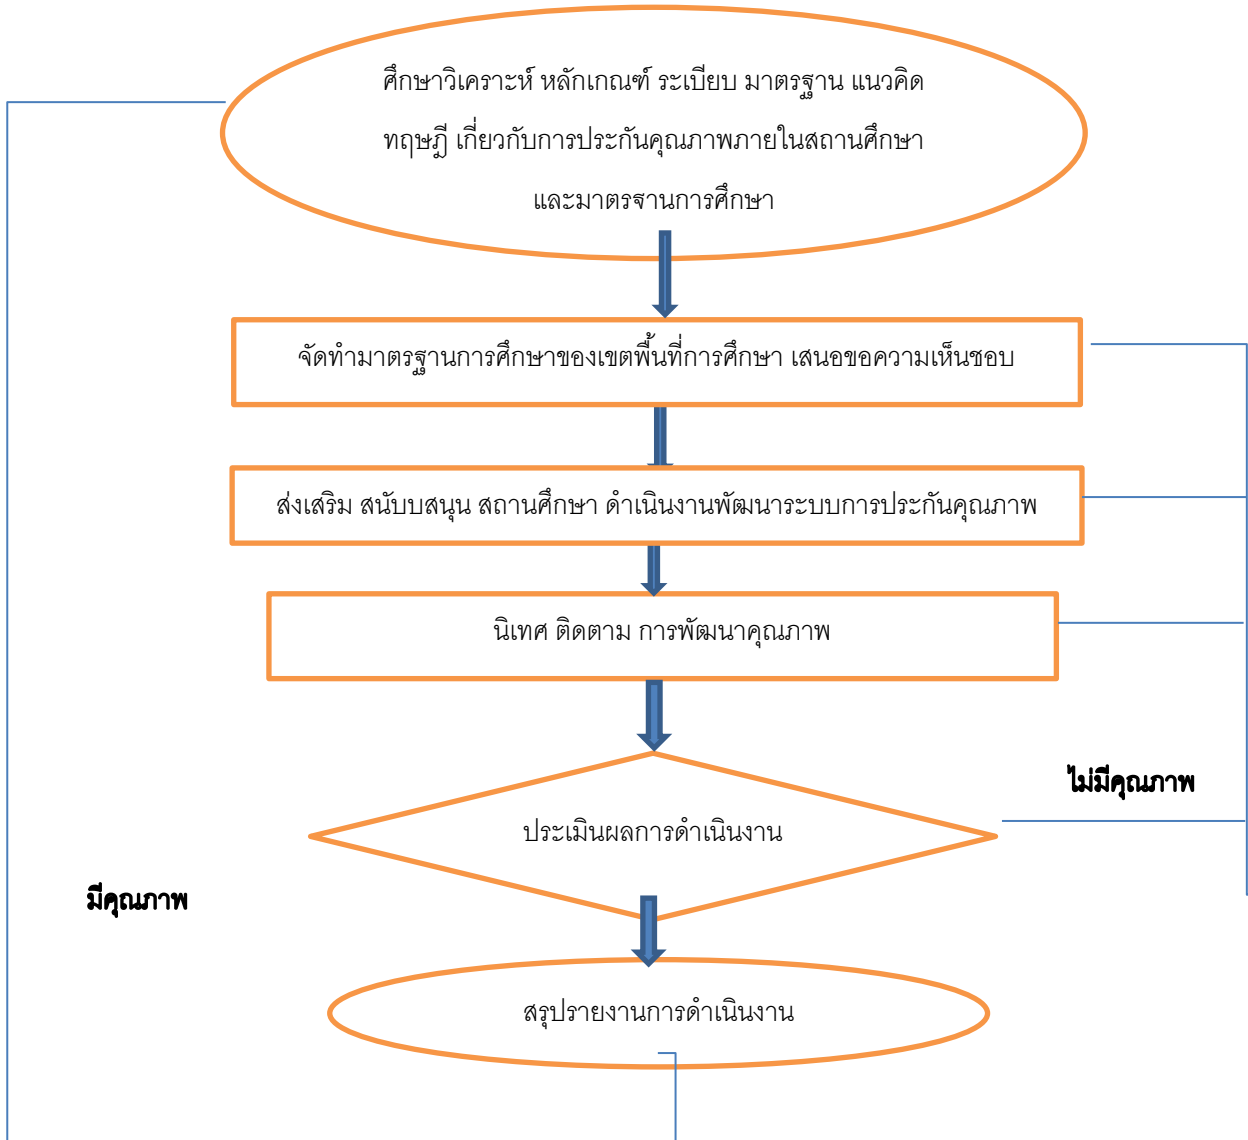 ศึกษาวิเคราะห์ หลักเกณฑ์ ระเบียบ มาตรฐาน แนวคิด
ทฤษฎี เกี่ยวกับการประกันคุณภาพภายในสถานศึกษา
และมาตรฐานการศึกษา
จัดทำมาตรฐานการศึกษาของเขตพื้นที่การศึกษา เสนอขอความเห็นชอบ
ส่งเสริม สนับบสนุน สถานศึกษา ดำเนินงานพัฒนาระบบการประกันคุณภาพ
นิเทศ ติดตาม การพัฒนาคุณภาพ
ไม่มีคุณภาพ
ประเมินผลการดำเนินงาน
มีคุณภาพ
สรุปรายงานการดำเนินงาน